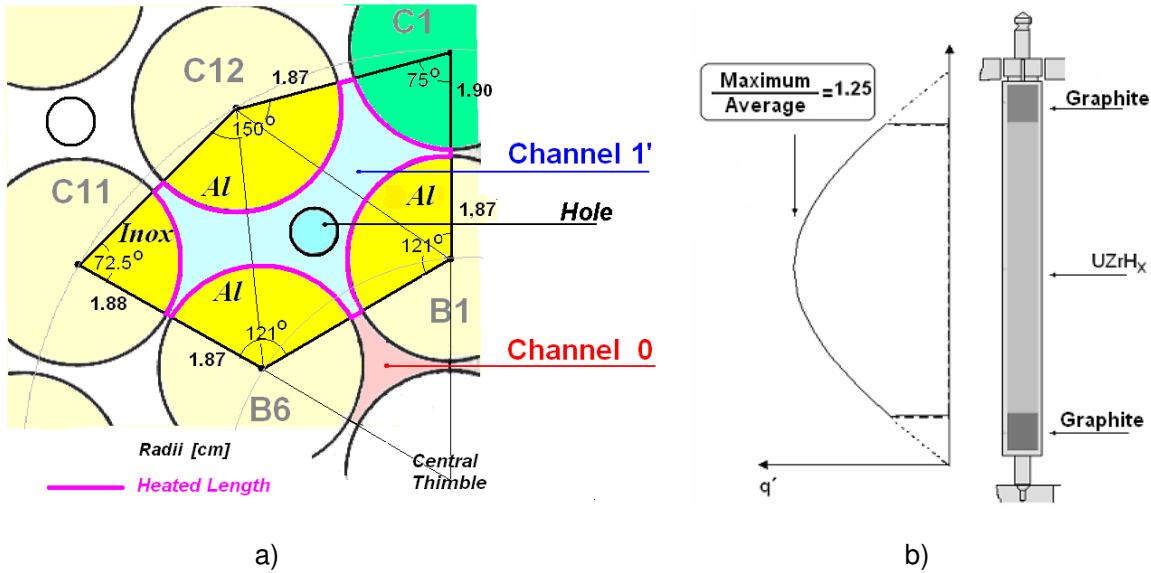 C1
C12
1.87
75°
1.90
150°
Al
Channel 1'
C11
Al
Hole
Inox
1.87
121°
72.5°
Al
1.88
B1
121°
1.87
Channel 0
B6
Radii [cm]
Central
Thimble
Heated Length
a)
Maximum
Average
=1.25
Graphite
UZrHX
Graphite
q′
b)